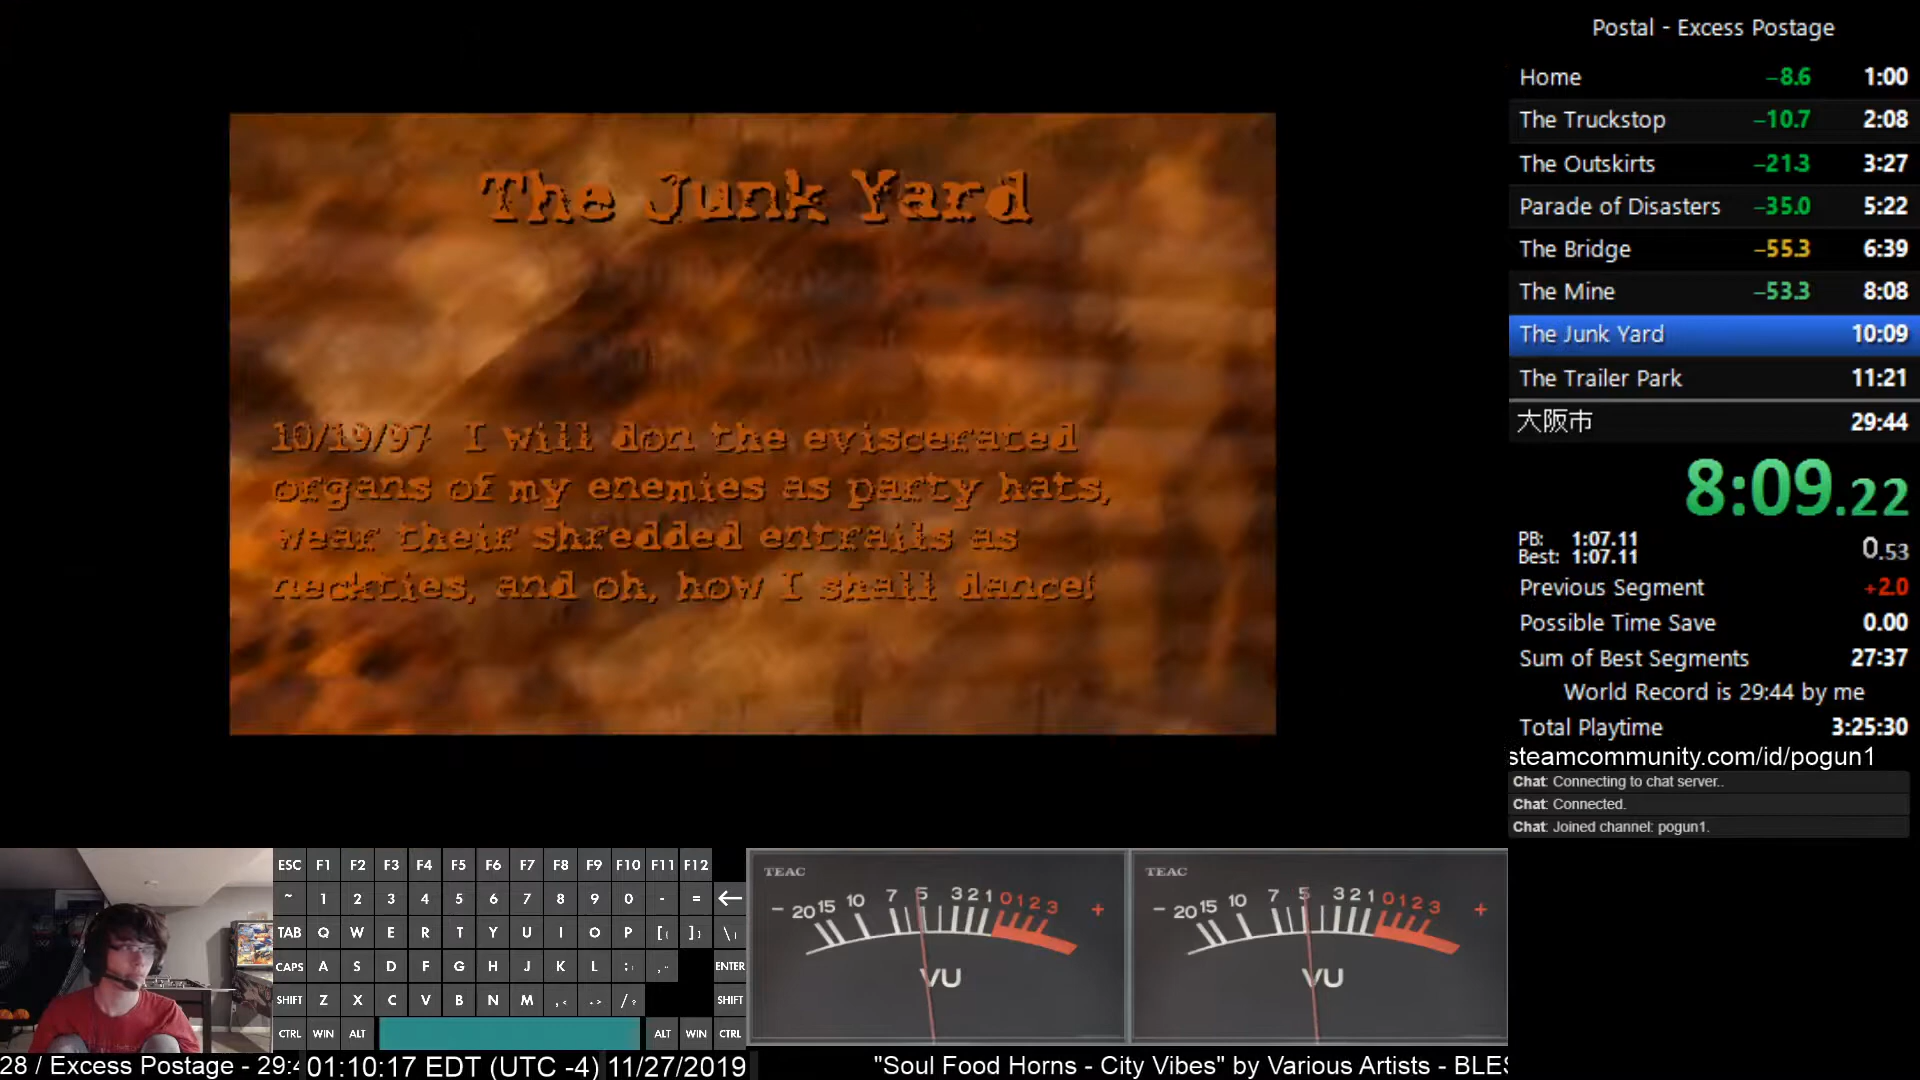 The Junk Yard
10/19/97 I will don the eviscerated
organs of my enemies as party hats,
wear their shredded entrails as
neckties, and oh, how I shall dance!
Postal - Excess Postage
Home -8.6 1:00
The Truckstop -10.7 2:08
The Outskirts -21.3 3:27
Parade of Disasters -35.0 5:22
The Bridge -55.3 6:39
The Mine -53.3 8:08
The Junk Yard 10:09
The Trailer Park 11:21
大阪市 29:44
8:09.22
PB: 1:07.11
Best: 1:07.11
0.53
Previous Segment +2.0
Possible Time Save 0.00
Sum of Best Segments 27:37
World Record is 29:44 by me
Total Playtime 3:25:30
steamcommunity.com/id/pogun1
Chat: Connecting to chat server..
Chat: Connected.
Chat: Joined channel: pogun1.
ESC F1 F2 F3 F4 F5 F6 F7 F8 F9 F10 F11 F12
~ 1 2 3 4 5 6 7 8 9 0 - = ←
TAB Q W E R T Y U I O P [{ ]} \|
CAPS A S D F G H J K L ;: ," ENTER
SHIFT Z X C V B N M ,< .> /? SHIFT
CTRL WIN ALT ALT WIN CTRL
TEAC
- 20 15 10 7 5 3 2 1 0 1 2 3 +
VU
TEAC
- 20 15 10 7 5 3 2 1 0 1 2 3 +
VU
28 / Excess Postage - 29:4
01:10:17 EDT (UTC -4) 11/27/2019
"Soul Food Horns - City Vibes" by Various Artists - BLES